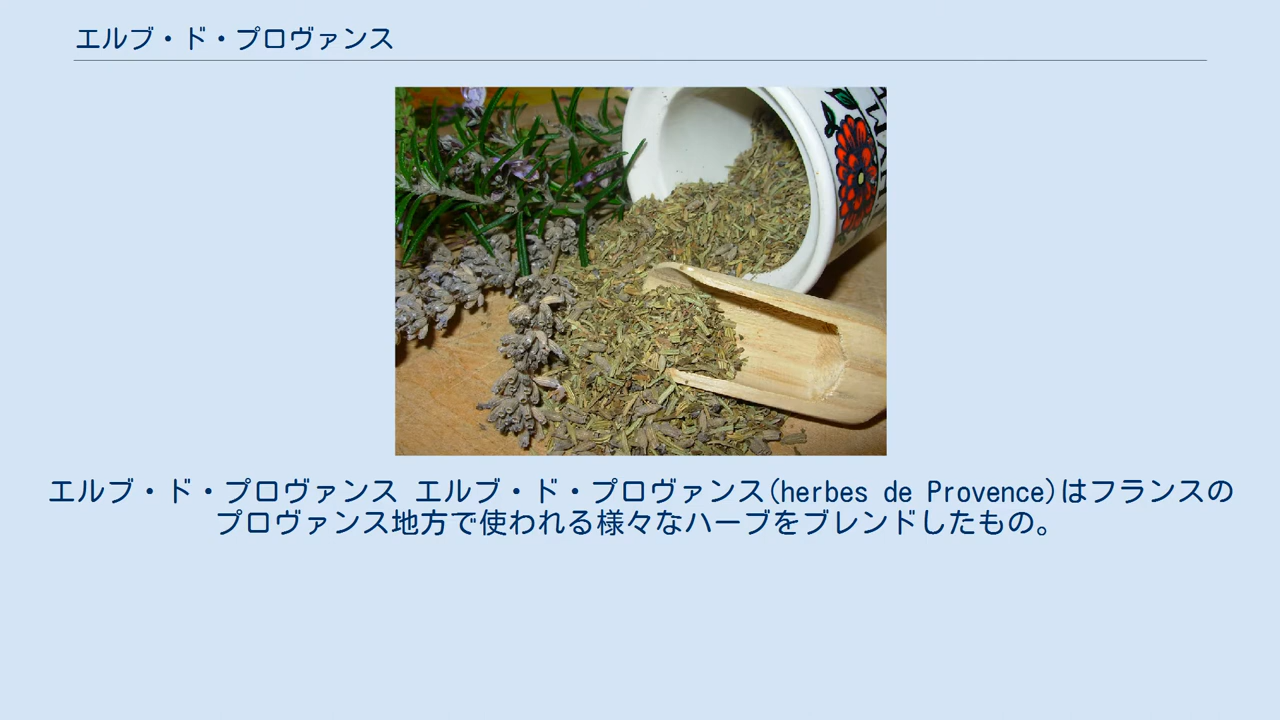 エルブ・ド・プロヴァンス
エルブ・ド・プロヴァンス エルブ・ド・プロヴァンス(herbes de Provence)はフランスの
プロヴァンス地方で使われる様々なハーブをブレンドしたもの。